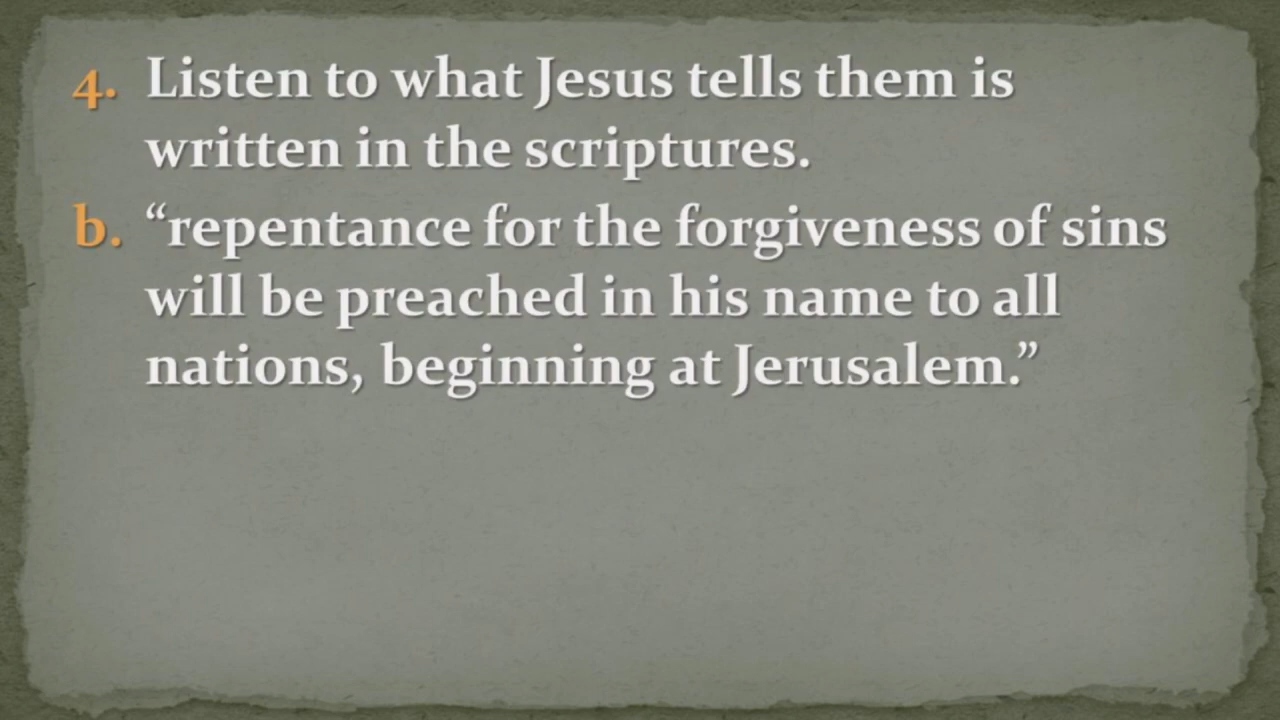 4. Listen to what Jesus tells them is
written in the scriptures.
b. “repentance for the forgiveness of sins
will be preached in his name to all
nations, beginning at Jerusalem.”